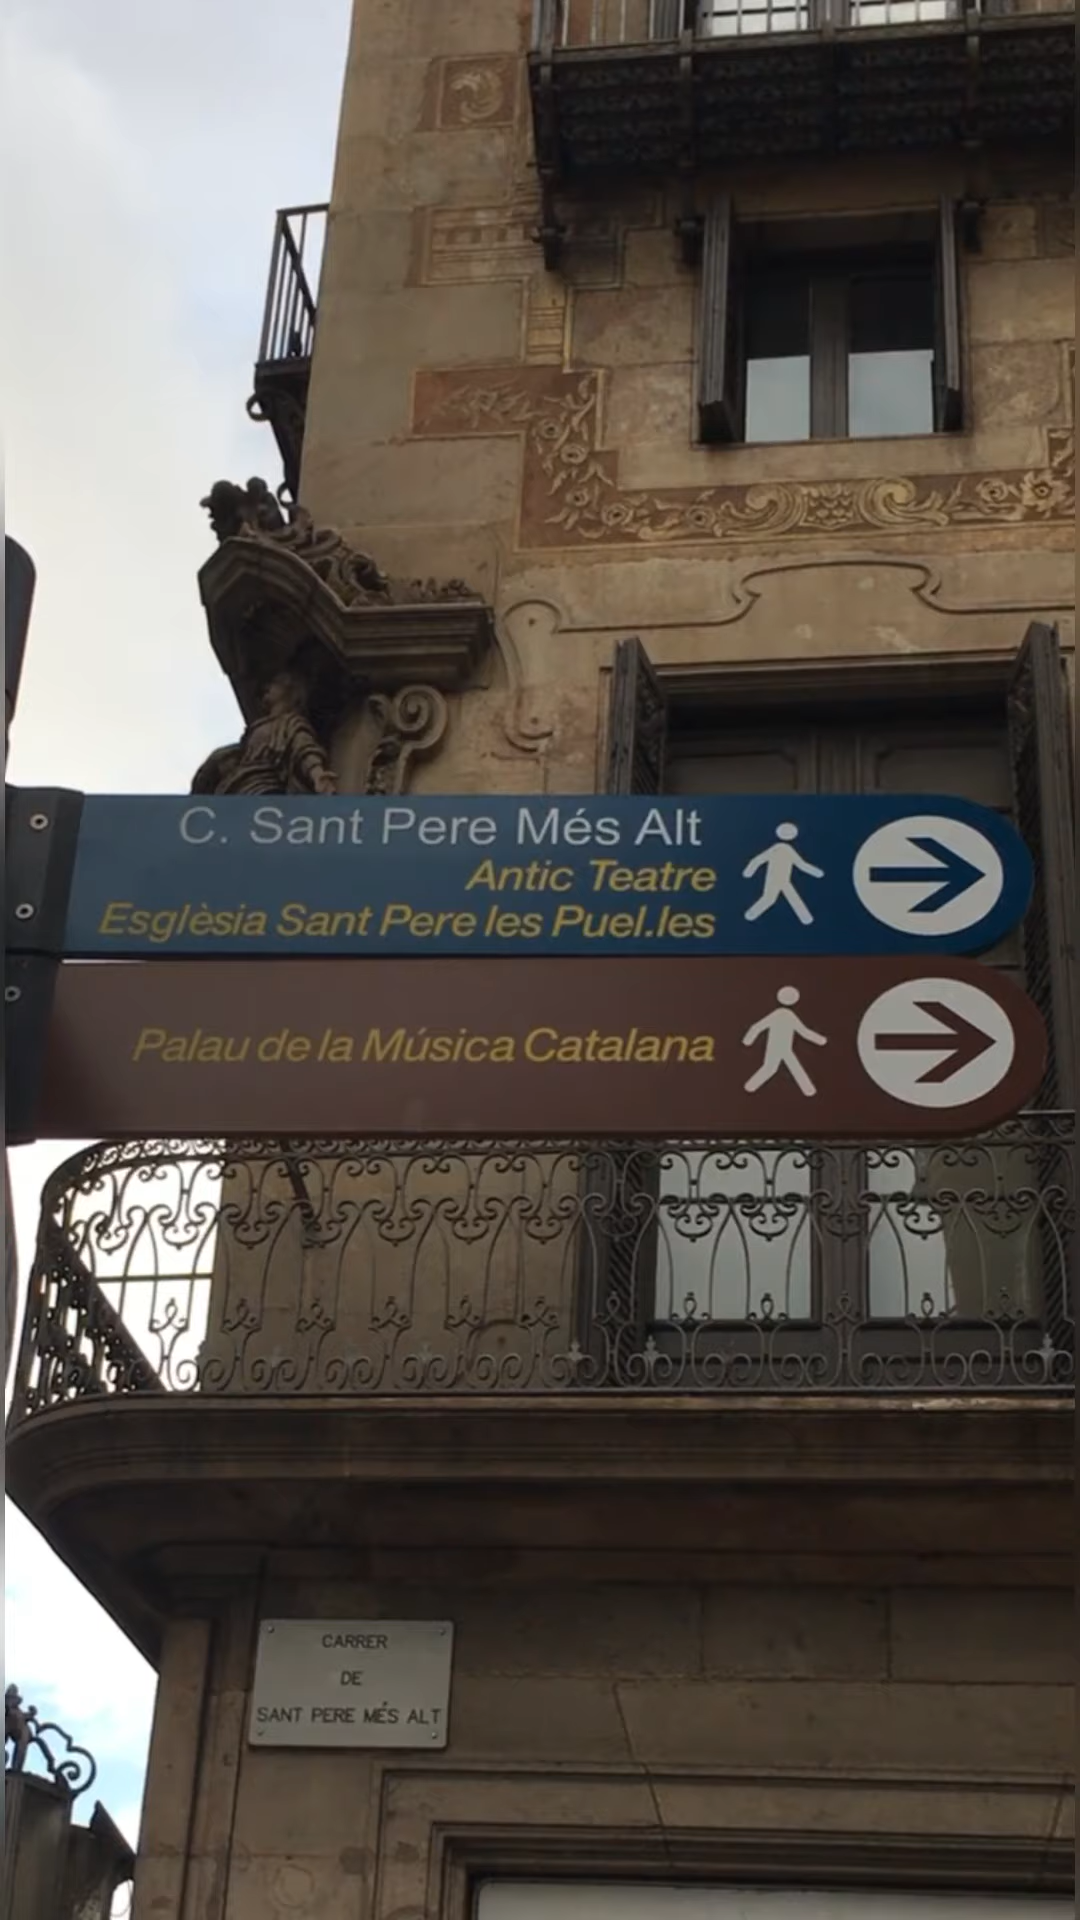 C. Sant Pere Més Alt
Antic Teatre
Església Sant Pere les Puel.les
Palau de la Música Catalana
CARRER
DE
SANT PERE MÉS ALT